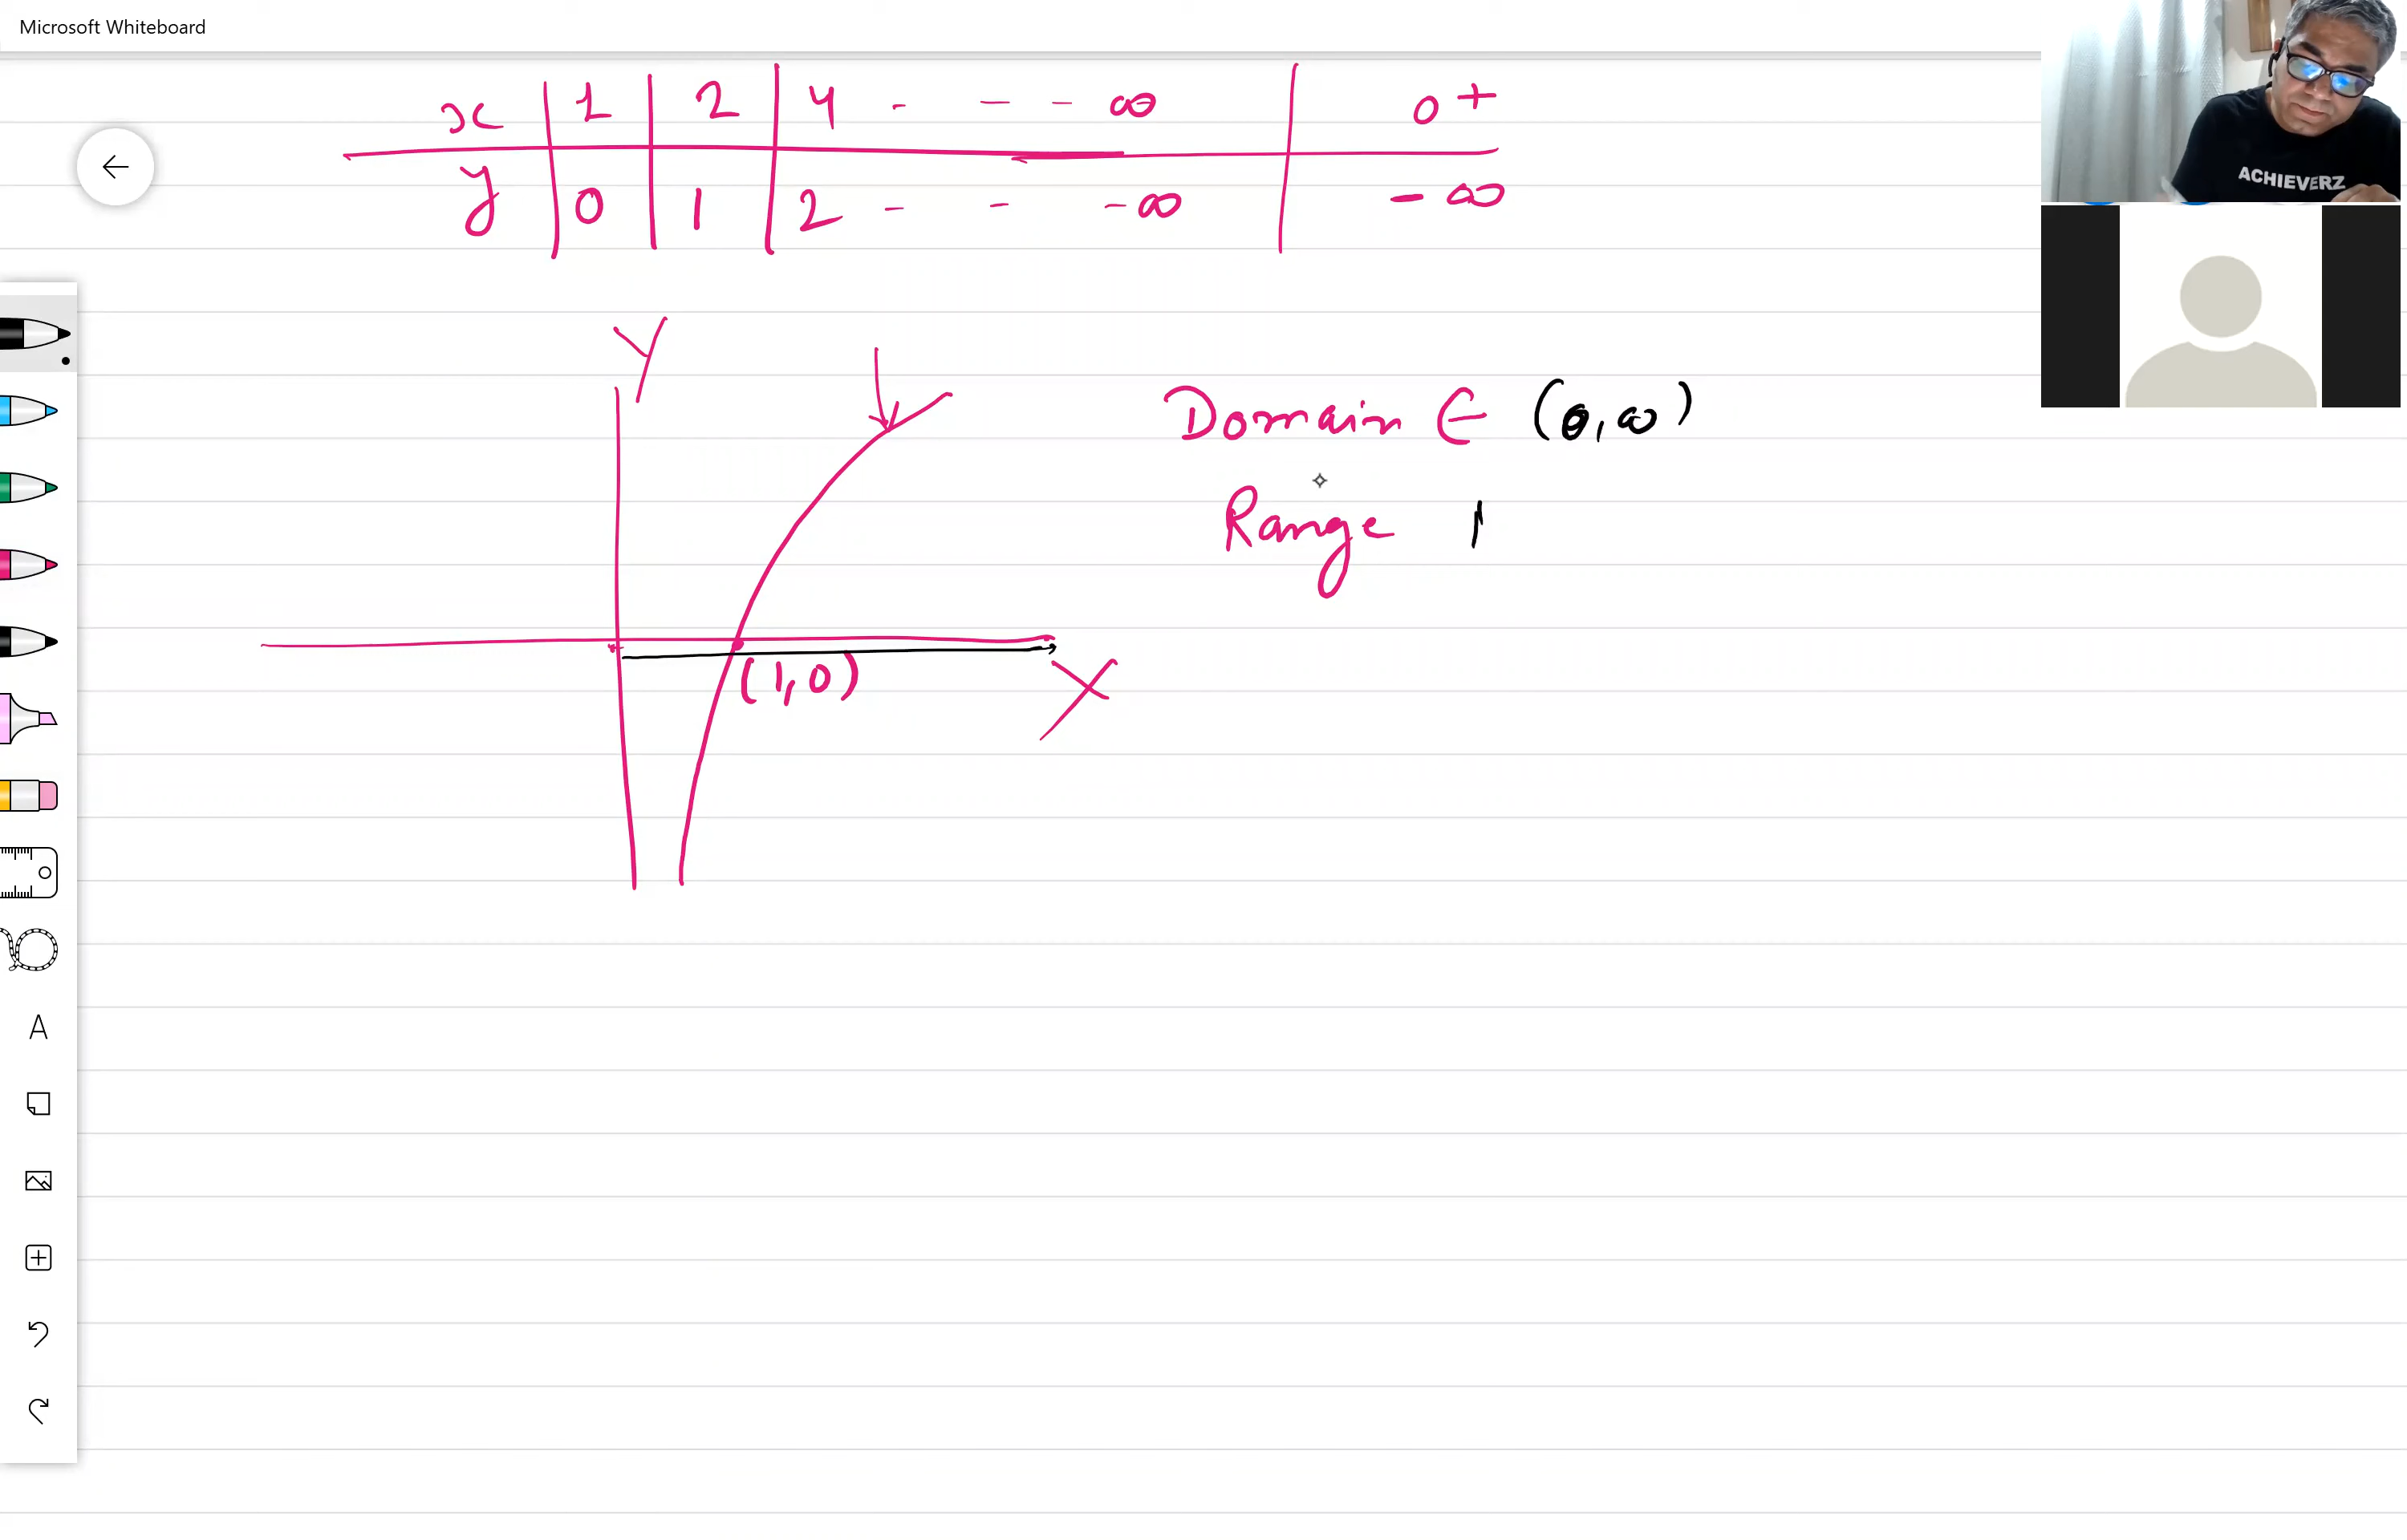 Microsoft Whiteboard
x 1 2 4 - - - ∞ 0+
y 0 1 2 - - - ∞ - ∞
ACHIEVERZ
Y
Domain ∈ (0, ∞)
Range
(1, 0)
X
A